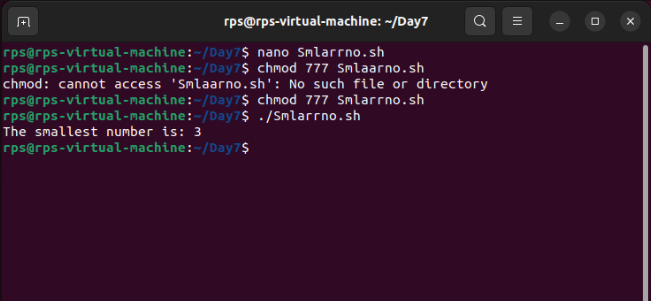 rps@rps-virtual-machine: ~/Day7
rps@rps-virtual-machine:~/Day7$ nano Smlarrno.sh
rps@rps-virtual-machine:~/Day7$ chmod 777 Smlaarno.sh
chmod: cannot access 'Smlaarno.sh': No such file or directory
rps@rps-virtual-machine:~/Day7$ chmod 777 Smlarrno.sh
rps@rps-virtual-machine:~/Day7$ ./Smlarrno.sh
The smallest number is: 3
rps@rps-virtual-machine:~/Day7$